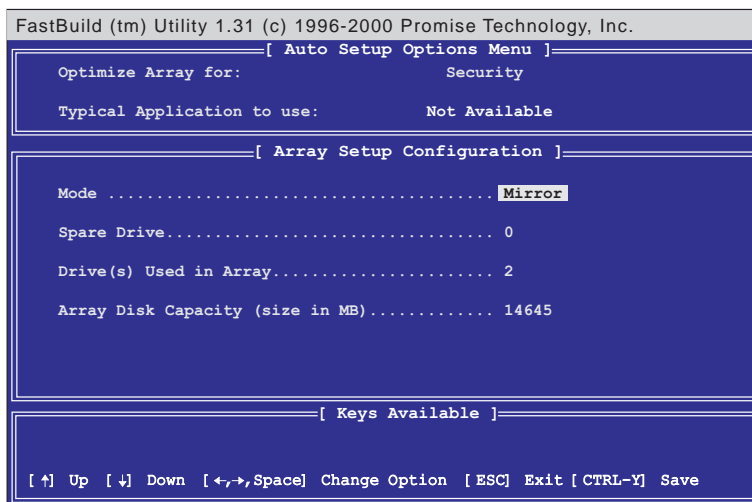 FastBuild (tm) Utility 1.31 (c) 1996-2000 Promise Technology, Inc.
[ Auto Setup Options Menu ]
Optimize Array for: Security
Typical Application to use: Not Available
[ Array Setup Configuration ]
Mode ........................................ Mirror
Spare Drive.................................. 0
Drive(s) Used in Array....................... 2
Array Disk Capacity (size in MB)............. 14645
[ Keys Available ]
[ ↑] Up [ ↓] Down [ ←,→,Space] Change Option [ ESC] Exit [ CTRL-Y] Save